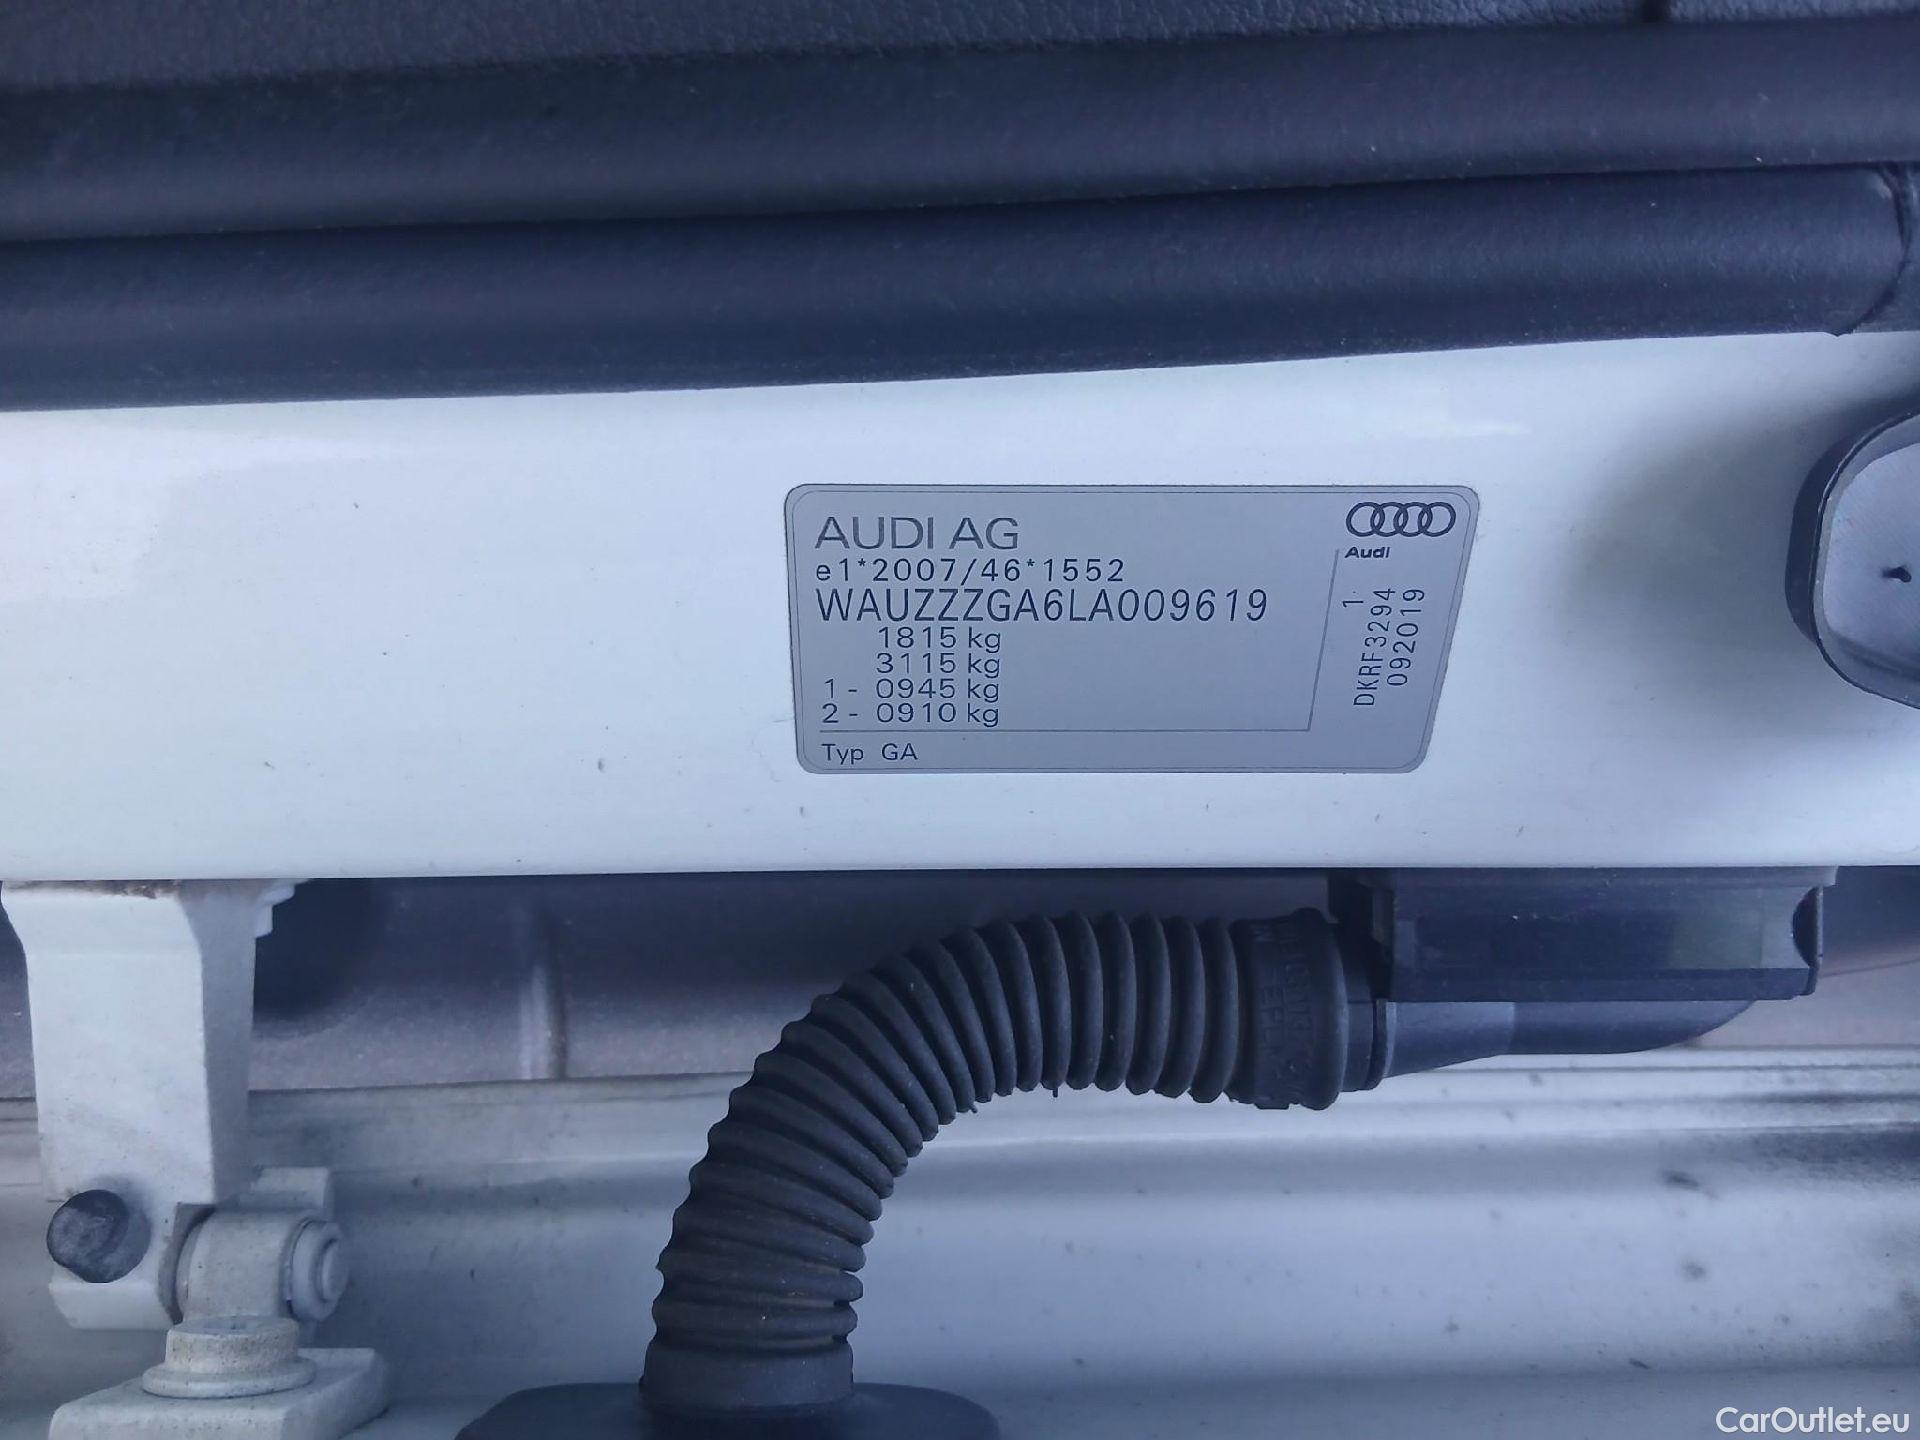 AUDI AG
e1*2007/46*1552
WAUZZZGA6LA009619
1815 kg
3115 kg
1 - 0945 kg
2 - 0910 kg
Typ GA
Audi
1
DKRF3294
092019
CarOutlet.eu